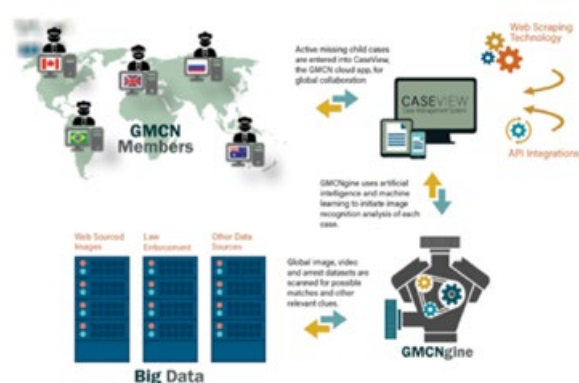 Active missing child cases
are entered into CaseView,
the GMCN cloud app, for
global collaboration
Web Scraping
Technology
CASEVIEW
Case Management System
GMCN
Members
API Integrations
GMCNgine uses artificial
intelligence and machine
learning to initiate image
recognition analysis of each
case.
Web Sourced
Images
Law
Enforcement
Other Data
Sources
Global image, video
and arrest datasets are
scanned for possible
matches and other
relevant clues.
GMCNgine
Big Data